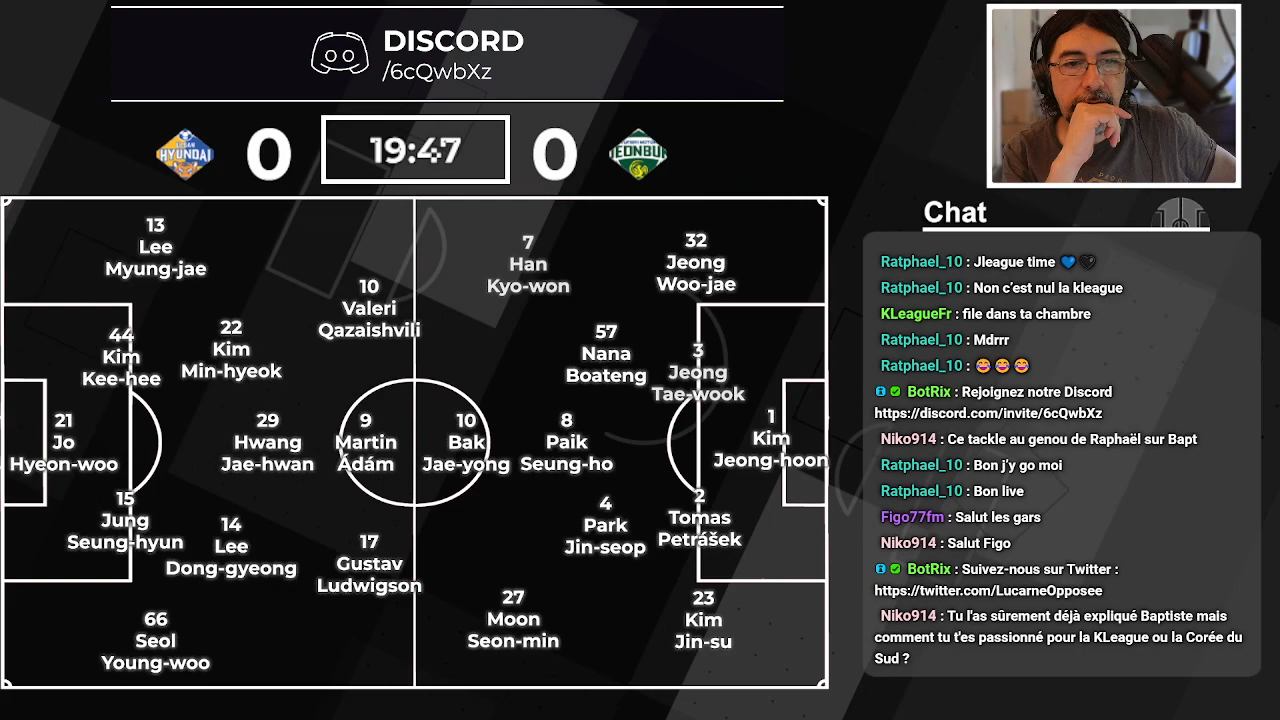 DISCORD
/6cQwbXz
HYUNDAI
0
19:47
0
13
Lee
Myung-jae
10
Valeri
Qazaishvili
7
Han
Kyo-won
32
Jeong
Woo-jae
44
Kim
Kee-hee
22
Kim
Min-hyeok
57
Nana
Boateng
3
Jeong
Tae-wook
21
Jo
Hyeon-woo
29
Hwang
Jae-hwan
9
Martin
Ádám
10
Bak
Jae-yong
8
Paik
Seung-ho
1
Kim
Jeong-hoon
15
Jung
Seung-hyun
14
Lee
Dong-gyeong
17
Gustav
Ludwigson
4
Park
Jin-seop
2
Tomas
Petrášek
66
Seol
Young-woo
27
Moon
Seon-min
23
Kim
Jin-su
Chat
Ratphael_10 : Jleague time 💙🖤
Ratphael_10 : Non c'est nul la kleague
KLeagueFr : file dans ta chambre
Ratphael_10 : Mdrrr
Ratphael_10 : 😂 😂 😂
BotRix : Rejoignez notre Discord
https://discord.com/invite/6cQwbXz
Niko914 : Ce tackle au genou de Raphaël sur Bapt
Ratphael_10 : Bon j'y go moi
Ratphael_10 : Bon live
Figo77fm : Salut les gars
Niko914 : Salut Figo
BotRix : Suivez-nous sur Twitter :
https://twitter.com/LucarneOpposee
Niko914 : Tu l'as sûrement déjà expliqué Baptiste mais
comment tu t'es passionné pour la KLeague ou la Corée du
Sud ?